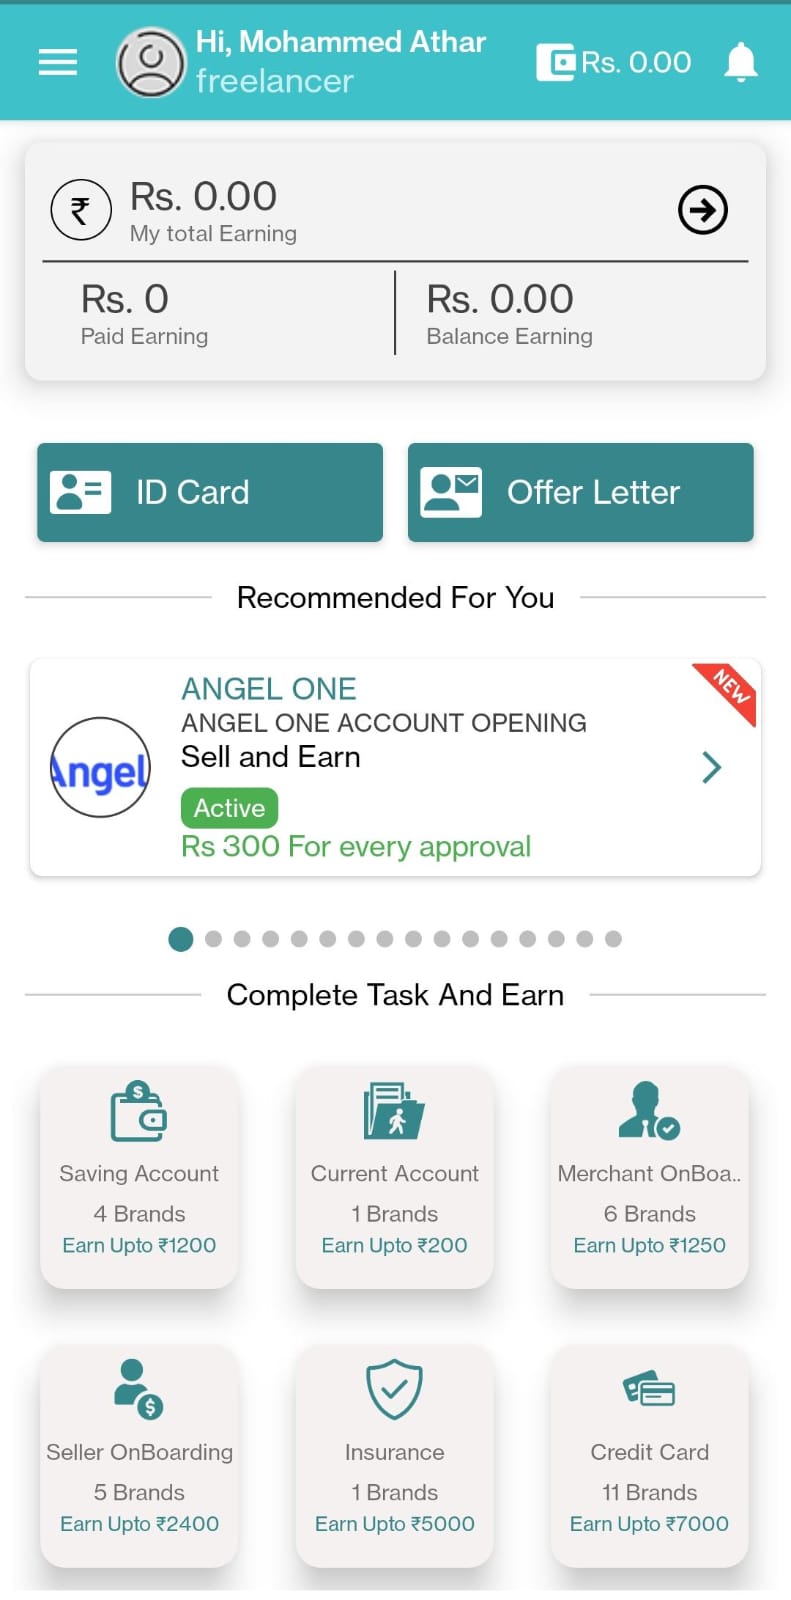 Hi, Mohammed Athar
freelancer
Rs. 0.00
₹
Rs. 0.00
My total Earning
Rs. 0
Paid Earning
Rs. 0.00
Balance Earning
ID Card
Offer Letter
Recommended For You
NEW
ANGEL ONE
ANGEL ONE ACCOUNT OPENING
Sell and Earn
Angel
Active
Rs 300 For every approval
Complete Task And Earn
$
Saving Account
4 Brands
Earn Upto ₹1200
Current Account
1 Brands
Earn Upto ₹200
Merchant OnBoa..
6 Brands
Earn Upto ₹1250
$
Seller OnBoarding
5 Brands
Earn Upto ₹2400
Insurance
1 Brands
Earn Upto ₹5000
Credit Card
11 Brands
Earn Upto ₹7000